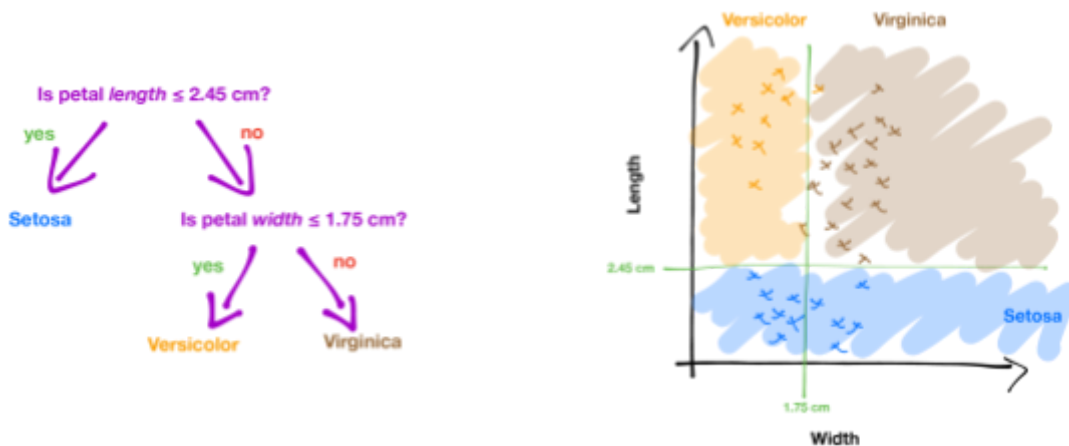 Is petal length ≤ 2.45 cm?
yes
no
Setosa
Is petal width ≤ 1.75 cm?
yes
no
Versicolor
Virginica
Versicolor
Virginica
Length
2.45 cm
Setosa
1.75 cm
Width